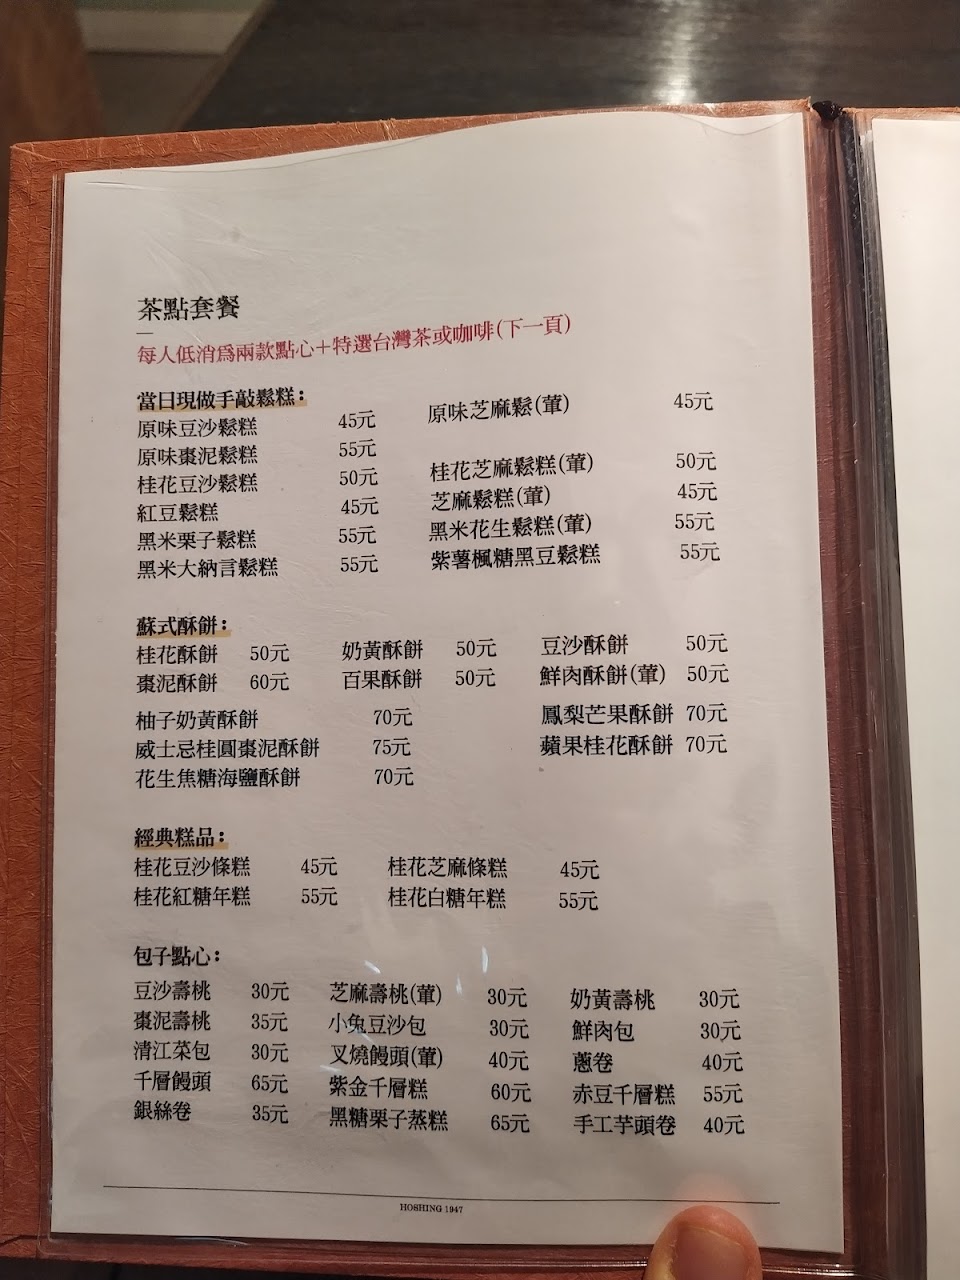 茶點套餐
每人低消為兩款點心+特選台灣茶或咖啡(下一頁)
當日現做手敲鬆糕：
原味豆沙鬆糕 45元 原味芝麻鬆(葷) 45元
原味棗泥鬆糕 55元
桂花豆沙鬆糕 50元 桂花芝麻鬆糕(葷) 50元
紅豆鬆糕 45元 芝麻鬆糕(葷) 45元
黑米栗子鬆糕 55元 黑米花生鬆糕(葷) 55元
黑米大納言鬆糕 55元 紫薯楓糖黑豆鬆糕 55元
蘇式酥餅：
桂花酥餅 50元 奶黃酥餅 50元 豆沙酥餅 50元
棗泥酥餅 60元 百果酥餅 50元 鮮肉酥餅(葷) 50元
柚子奶黃酥餅 70元 鳳梨芒果酥餅 70元
威士忌桂圓棗泥酥餅 75元 蘋果桂花酥餅 70元
花生焦糖海鹽酥餅 70元
經典糕品：
桂花豆沙條糕 45元 桂花芝麻條糕 45元
桂花紅糖年糕 55元 桂花白糖年糕 55元
包子點心：
豆沙壽桃 30元 芝麻壽桃(葷) 30元 奶黃壽桃 30元
棗泥壽桃 35元 小兔豆沙包 30元 鮮肉包 30元
清江菜包 30元 叉燒饅頭(葷) 40元 蔥卷 40元
千層饅頭 65元 紫金千層糕 60元 赤豆千層糕 55元
銀絲卷 35元 黑糖栗子蒸糕 65元 手工芋頭卷 40元
HOSHING 1947